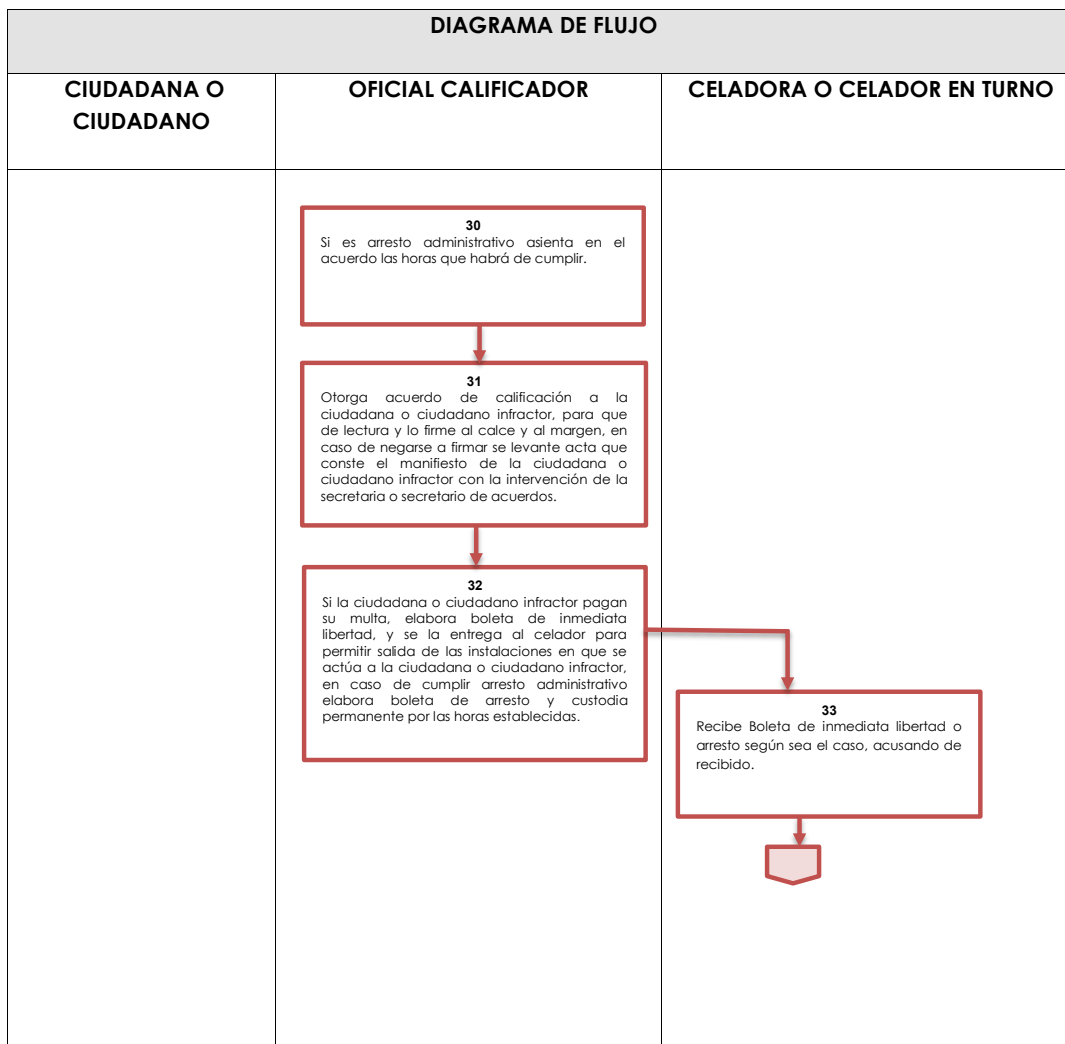 DIAGRAMA DE FLUJO
CIUDADANA O
CIUDADANO
OFICIAL CALIFICADOR
CELADORA O CELADOR EN TURNO
30
Si es arresto administrativo asienta en el
acuerdo las horas que habrá de cumplir.
31
Otorga acuerdo de calificación a la
ciudadana o ciudadano infractor, para que
de lectura y lo firme al calce y al margen, en
caso de negarse a firmar se levante acta que
conste el manifiesto de la ciudadana o
ciudadano infractor con la intervención de la
secretaria o secretario de acuerdos.
32
Si la ciudadana o ciudadano infractor pagan
su multa, elabora boleta de inmediata
libertad, y se la entrega al celador para
permitir salida de las instalaciones en que se
actúa a la ciudadana o ciudadano infractor,
en caso de cumplir arresto administrativo
elabora boleta de arresto y custodia
permanente por las horas establecidas.
33
Recibe Boleta de inmediata libertad o
arresto según sea el caso, acusando de
recibido.